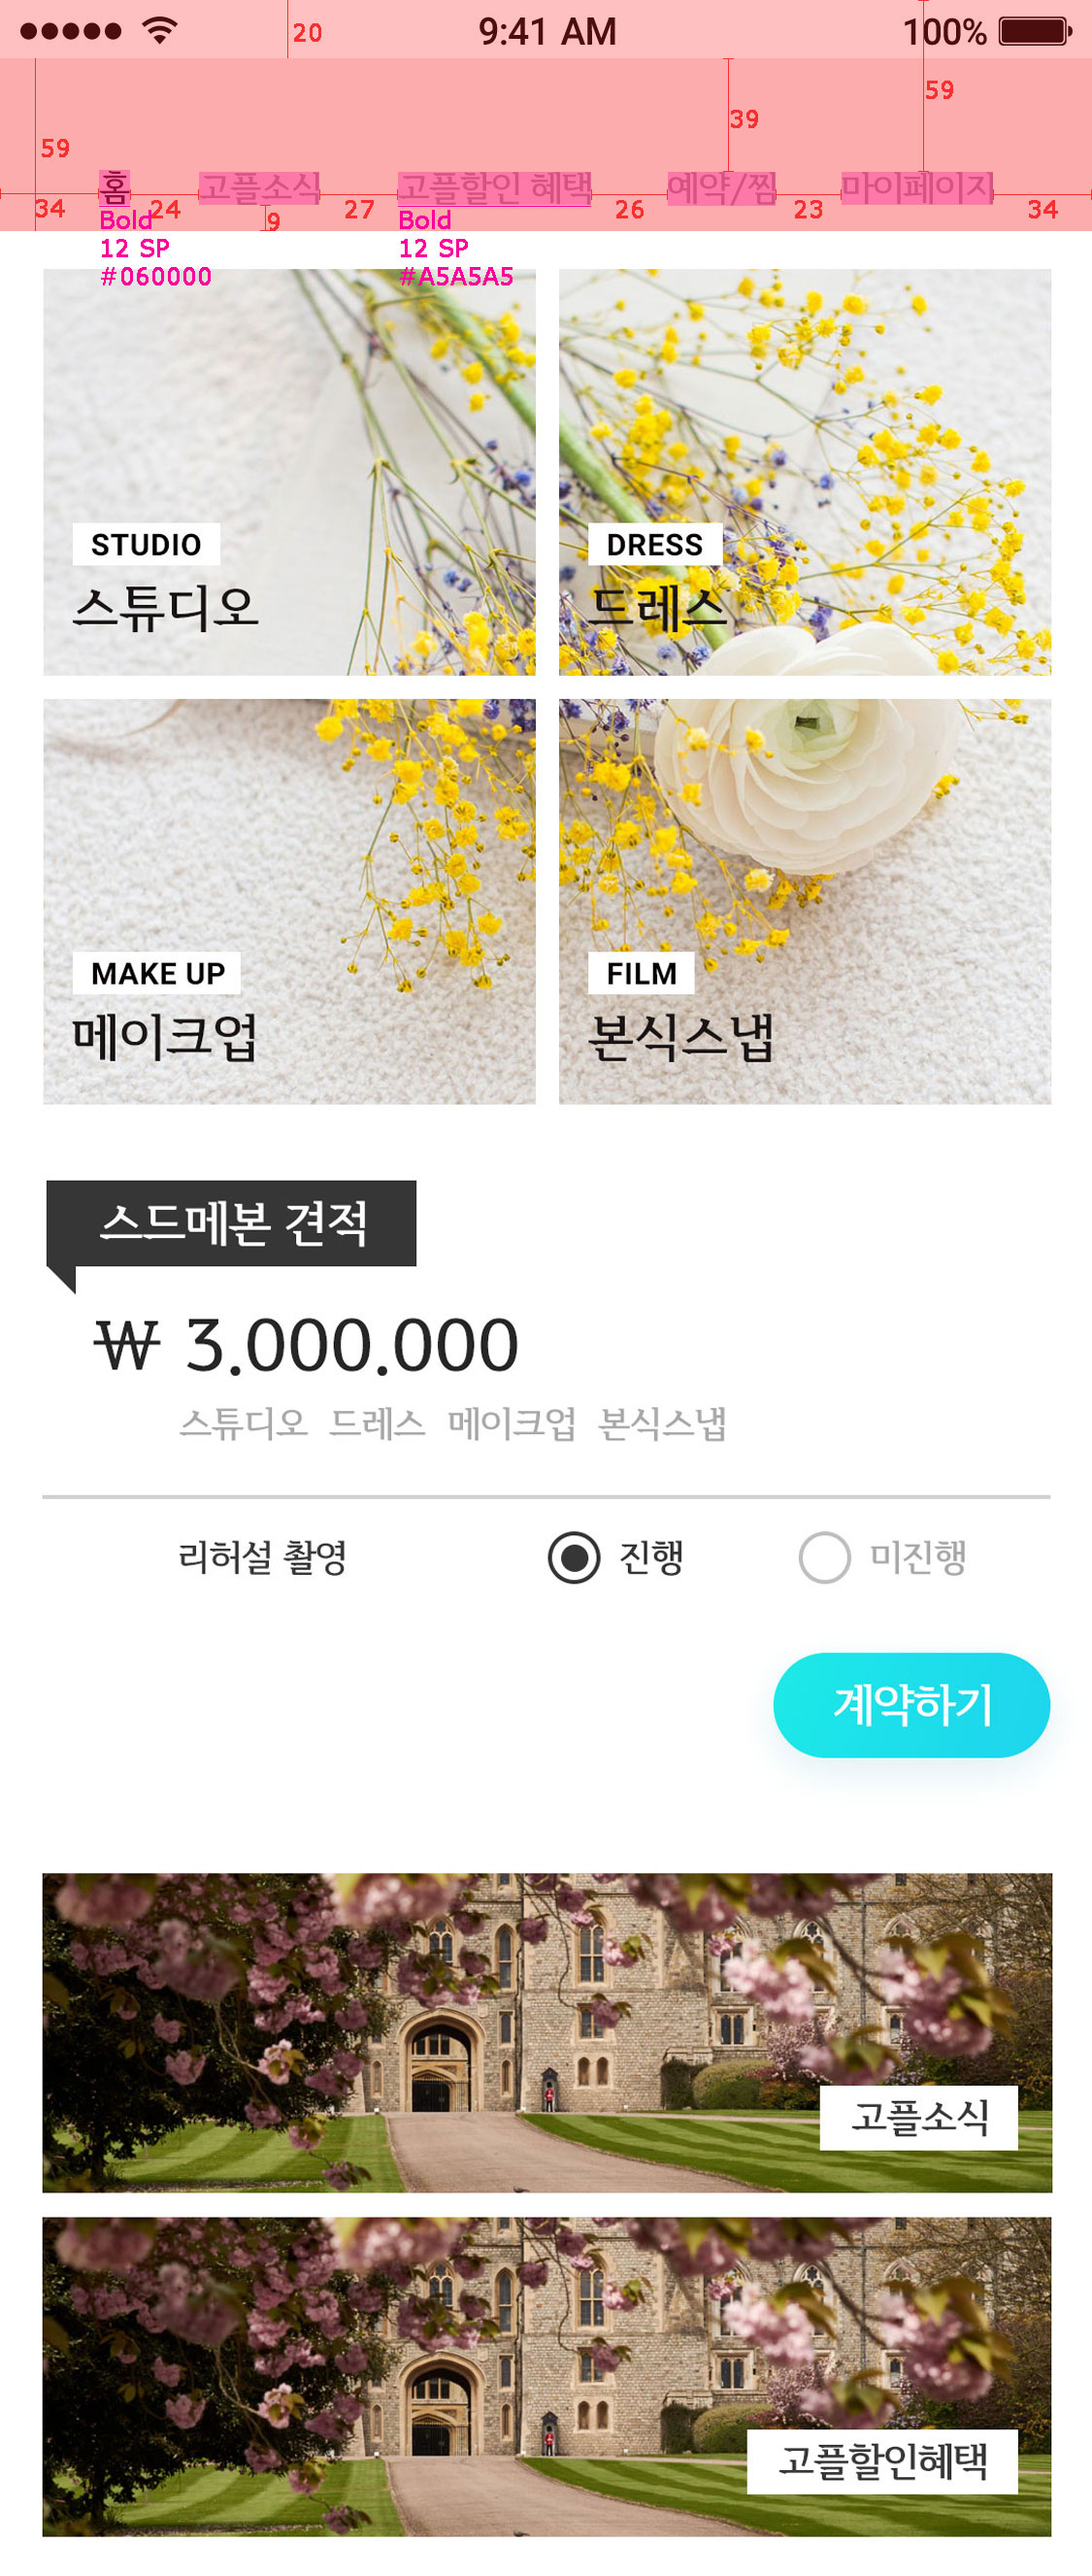 9:41 AM 100%
20
59
39
59
홈 고플소식 고플할인 혜택 예약/찜 마이페이지
34 24 9 27 26 23 34
Bold Bold
12 SP 12 SP
#060000 #A5A5A5
STUDIO
스튜디오
DRESS
드레스
MAKE UP
메이크업
FILM
본식스냅
스드메본 견적
₩ 3.000.000
스튜디오 드레스 메이크업 본식스냅
리허설 촬영 진행 미진행
계약하기
고플소식
고플할인혜택